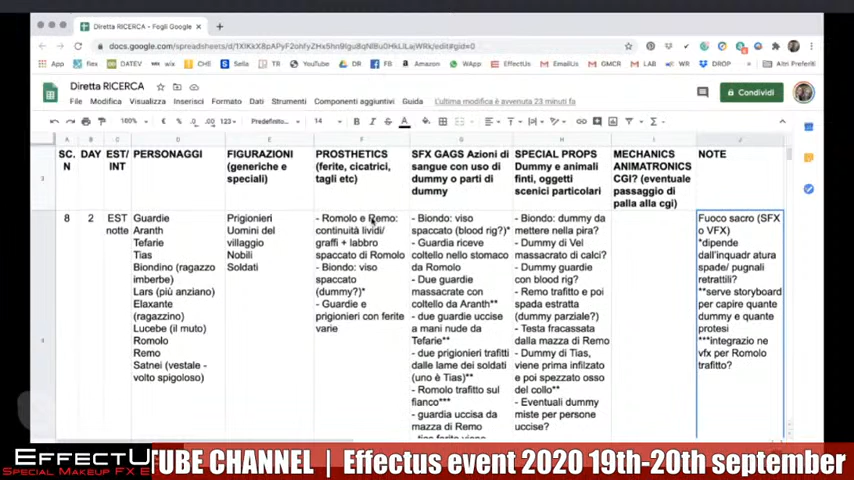 Diretta RICERCA - Fogli Google
docs.google.com/spreadsheets/d/
App
flex
DATEV
wix
CHE
Sella
TR
YouTube
DR
FB
Amazon
WApp
EffectUs
EmailUs
GMCR
LAB
WR
DROP
Altri Preferiti
Diretta RICERCA
File
Modifica
Visualizza
Inserisci
Formato
Dati
Strumenti
Componenti aggiuntivi
Guida
L'ultima modifica è avvenuta 23 minuti fa
Condividi
Predefinito...
14
A B C D E F G H I J
SC. N
DAY
EST/ INT
PERSONAGGI
FIGURAZIONI
(generiche e
speciali)
PROSTHETICS
(ferite, cicatrici,
tagli etc)
SFX GAGS Azioni di
sangue con uso di
dummy o parti di
dummy
SPECIAL PROPS
Dummy e animali
finti, oggetti
scenici particolari
MECHANICS
ANIMATRONICS
CGI? (eventuale
passaggio di
palla alla cgi)
NOTE
8
2
EST
notte
Guardie
Aranth
Tefarie
Tias
Biondino (ragazzo
imberbe)
Lars (più anziano)
Elaxante
(ragazzino)
Lucebe (il muto)
Romolo
Remo
Satnei (vestale -
volto spigoloso)
Prigionieri
Uomini del
villaggio
Nobili
Soldati
- Romolo e Remo:
continuità lividi/
graffi + labbro
spaccato di Romolo
- Biondo: viso
spaccato
(dummy?)*
- Guardie e
prigionieri con ferite
varie
- Biondo: viso
spaccato (blood rig?)*
- Guardia riceve
coltello nello stomaco
da Romolo
- Due guardie
massacrate con
coltello da Aranth**
- due guardie uccise
a mani nude da
Tefarie**
- due prigionieri trafitti
dalle lame dei soldati
(uno è Tias)**
- Romolo trafitto sul
fianco***
- guardia uccisa da
mazza di Remo
- Biondo: dummy da
mettere nella pira?
- Dummy di Vel
massacrato di calci?
- Dummy guardie
con blood rig?
- Remo trafitto e poi
spada estratta
(dummy parziale?)
- Testa fracassata
dalla mazza di Remo
- Dummy di Tias,
viene prima infilzato
e poi spezzato osso
del collo**
- Eventuali dummy
miste per persone
uccise?
Fuoco sacro (SFX
o VFX)
*dipende
dall'inquadr atura
spade/ pugnali
retrattili?
**serve storyboard
per capire quante
dummy e quante
protesi
***integrazio ne
vfx per Romolo
trafitto?
EFFECTUS
SPECIAL MAKEUP FX E
TUBE CHANNEL | Effectus event 2020 19th-20th september